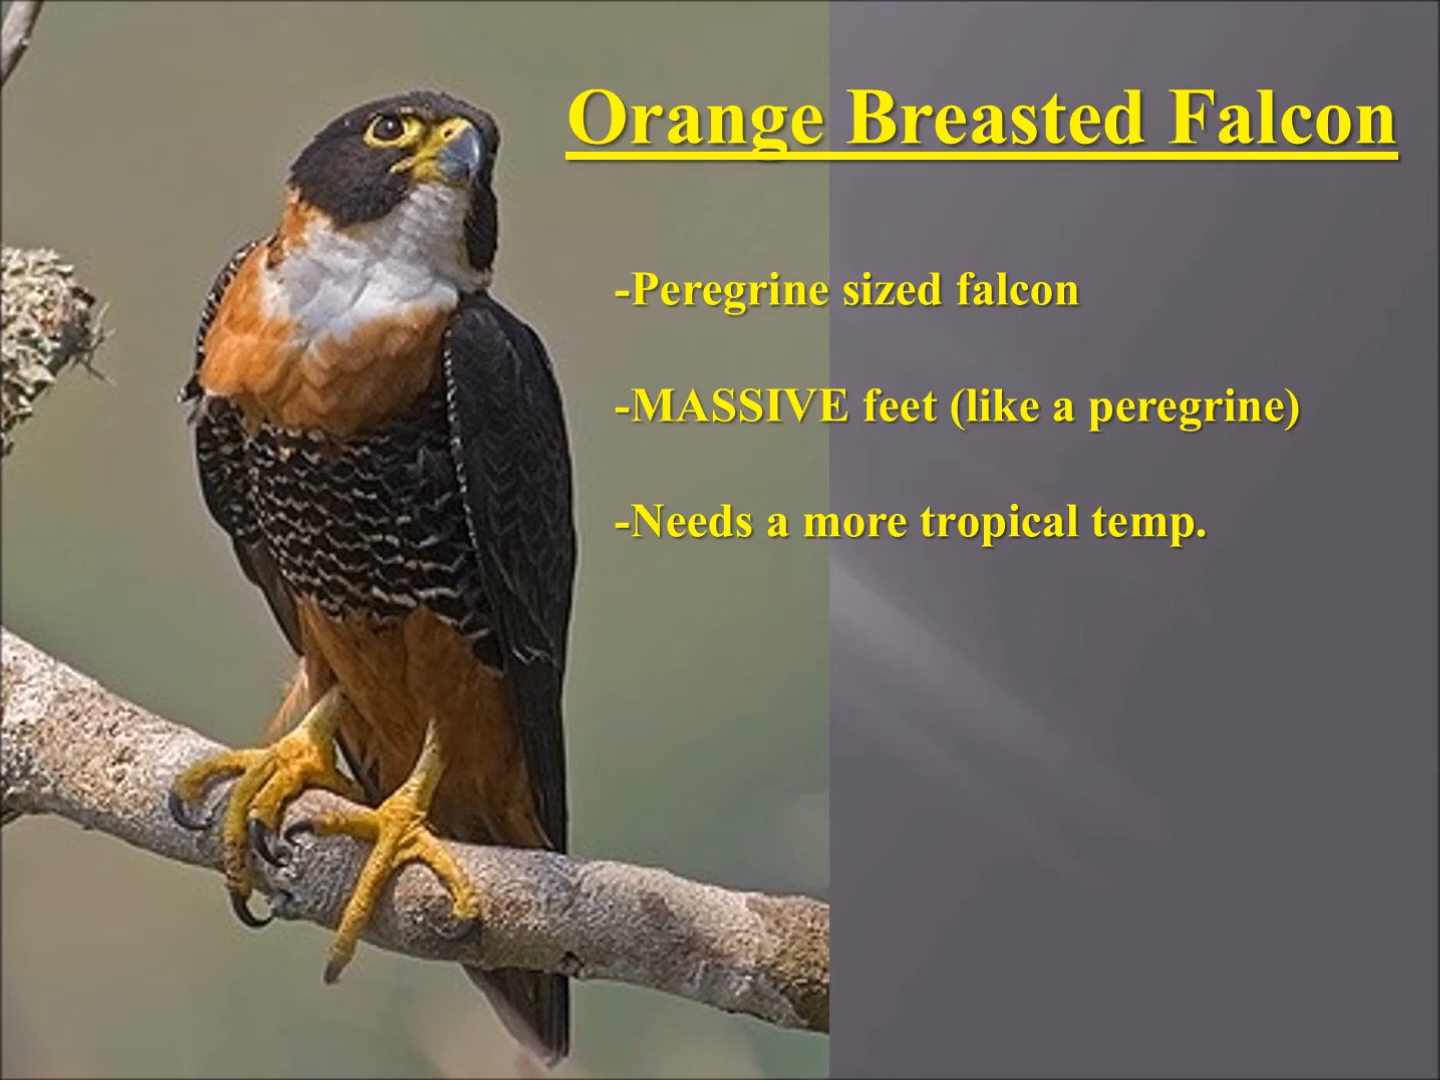 Orange Breasted Falcon
-Peregrine sized falcon
-MASSIVE feet (like a peregrine)
-Needs a more tropical temp.